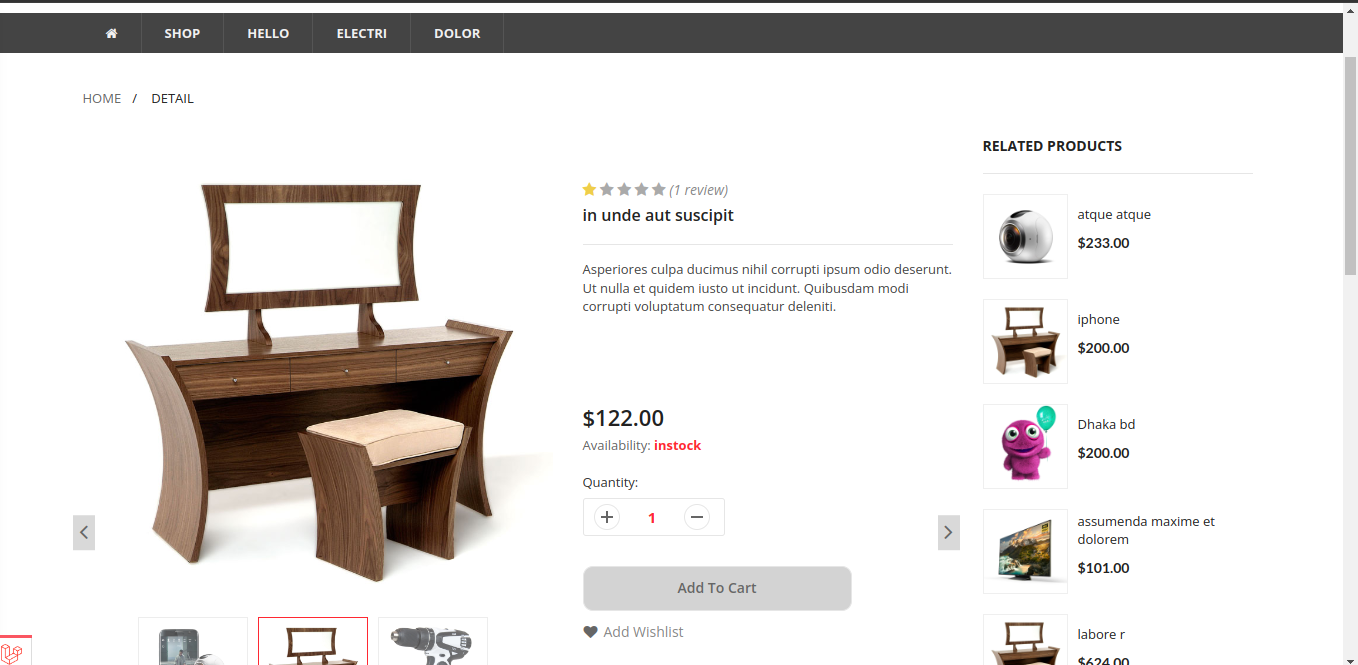 SHOP
HELLO
ELECTRI
DOLOR
HOME / DETAIL
(1 review)
in unde aut suscipit
Asperiores culpa ducimus nihil corrupti ipsum odio deserunt.
Ut nulla et quidem iusto ut incidunt. Quibusdam modi
corrupti voluptatum consequatur deleniti.
$122.00
Availability: instock
Quantity:
1
Add To Cart
Add Wishlist
RELATED PRODUCTS
atque atque
$233.00
iphone
$200.00
Dhaka bd
$200.00
assumenda maxime et
dolorem
$101.00
labore r
$624.00